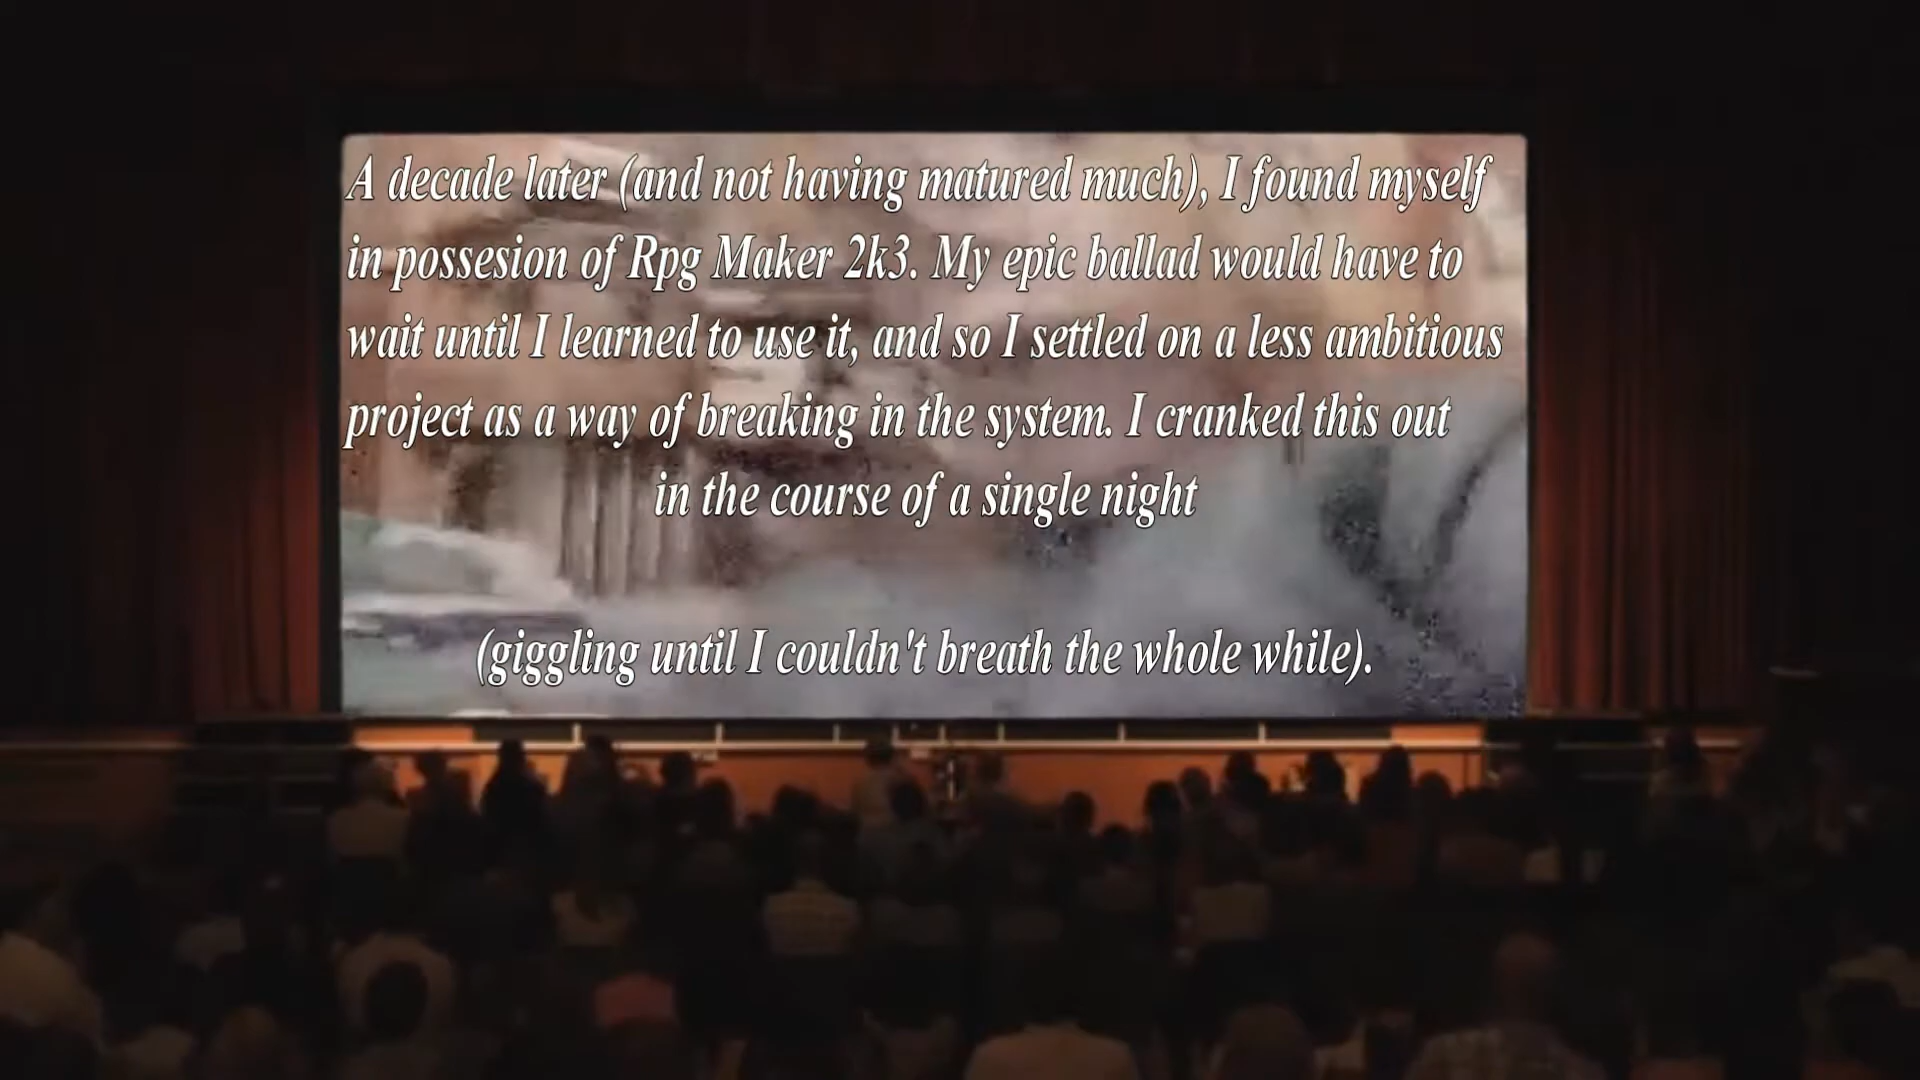 A decade later (and not having matured much), I found myself
in possesion of Rpg Maker 2k3. My epic ballad would have to
wait until I learned to use it, and so I settled on a less ambitious
project as a way of breaking in the system. I cranked this out
in the course of a single night
(giggling until I couldn't breath the whole while).